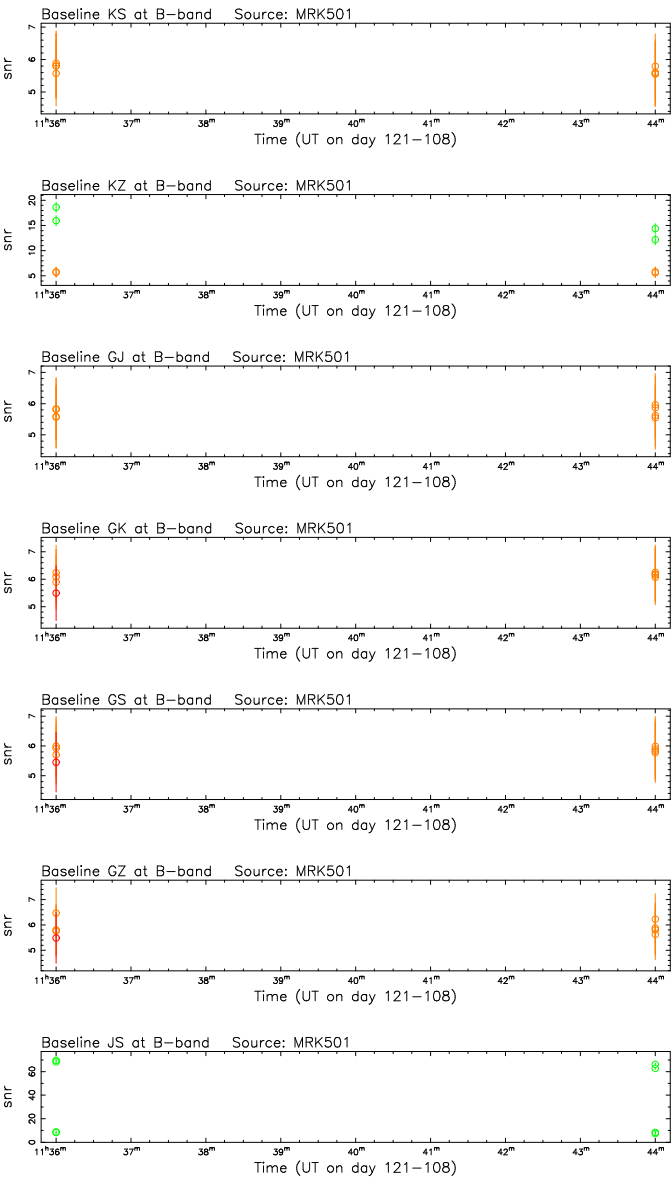 Baseline KS at B-band Source: MRK501
snr
5
6
7
11h36m 37m 38m 39m 40m 41m 42m 43m 44m
Time (UT on day 121-108)
Baseline KZ at B-band Source: MRK501
snr
5
10
15
20
11h36m 37m 38m 39m 40m 41m 42m 43m 44m
Time (UT on day 121-108)
Baseline GJ at B-band Source: MRK501
snr
5
6
7
11h36m 37m 38m 39m 40m 41m 42m 43m 44m
Time (UT on day 121-108)
Baseline GK at B-band Source: MRK501
snr
5
6
7
11h36m 37m 38m 39m 40m 41m 42m 43m 44m
Time (UT on day 121-108)
Baseline GS at B-band Source: MRK501
snr
5
6
7
11h36m 37m 38m 39m 40m 41m 42m 43m 44m
Time (UT on day 121-108)
Baseline GZ at B-band Source: MRK501
snr
5
6
7
11h36m 37m 38m 39m 40m 41m 42m 43m 44m
Time (UT on day 121-108)
Baseline JS at B-band Source: MRK501
snr
0
20
40
60
11h36m 37m 38m 39m 40m 41m 42m 43m 44m
Time (UT on day 121-108)